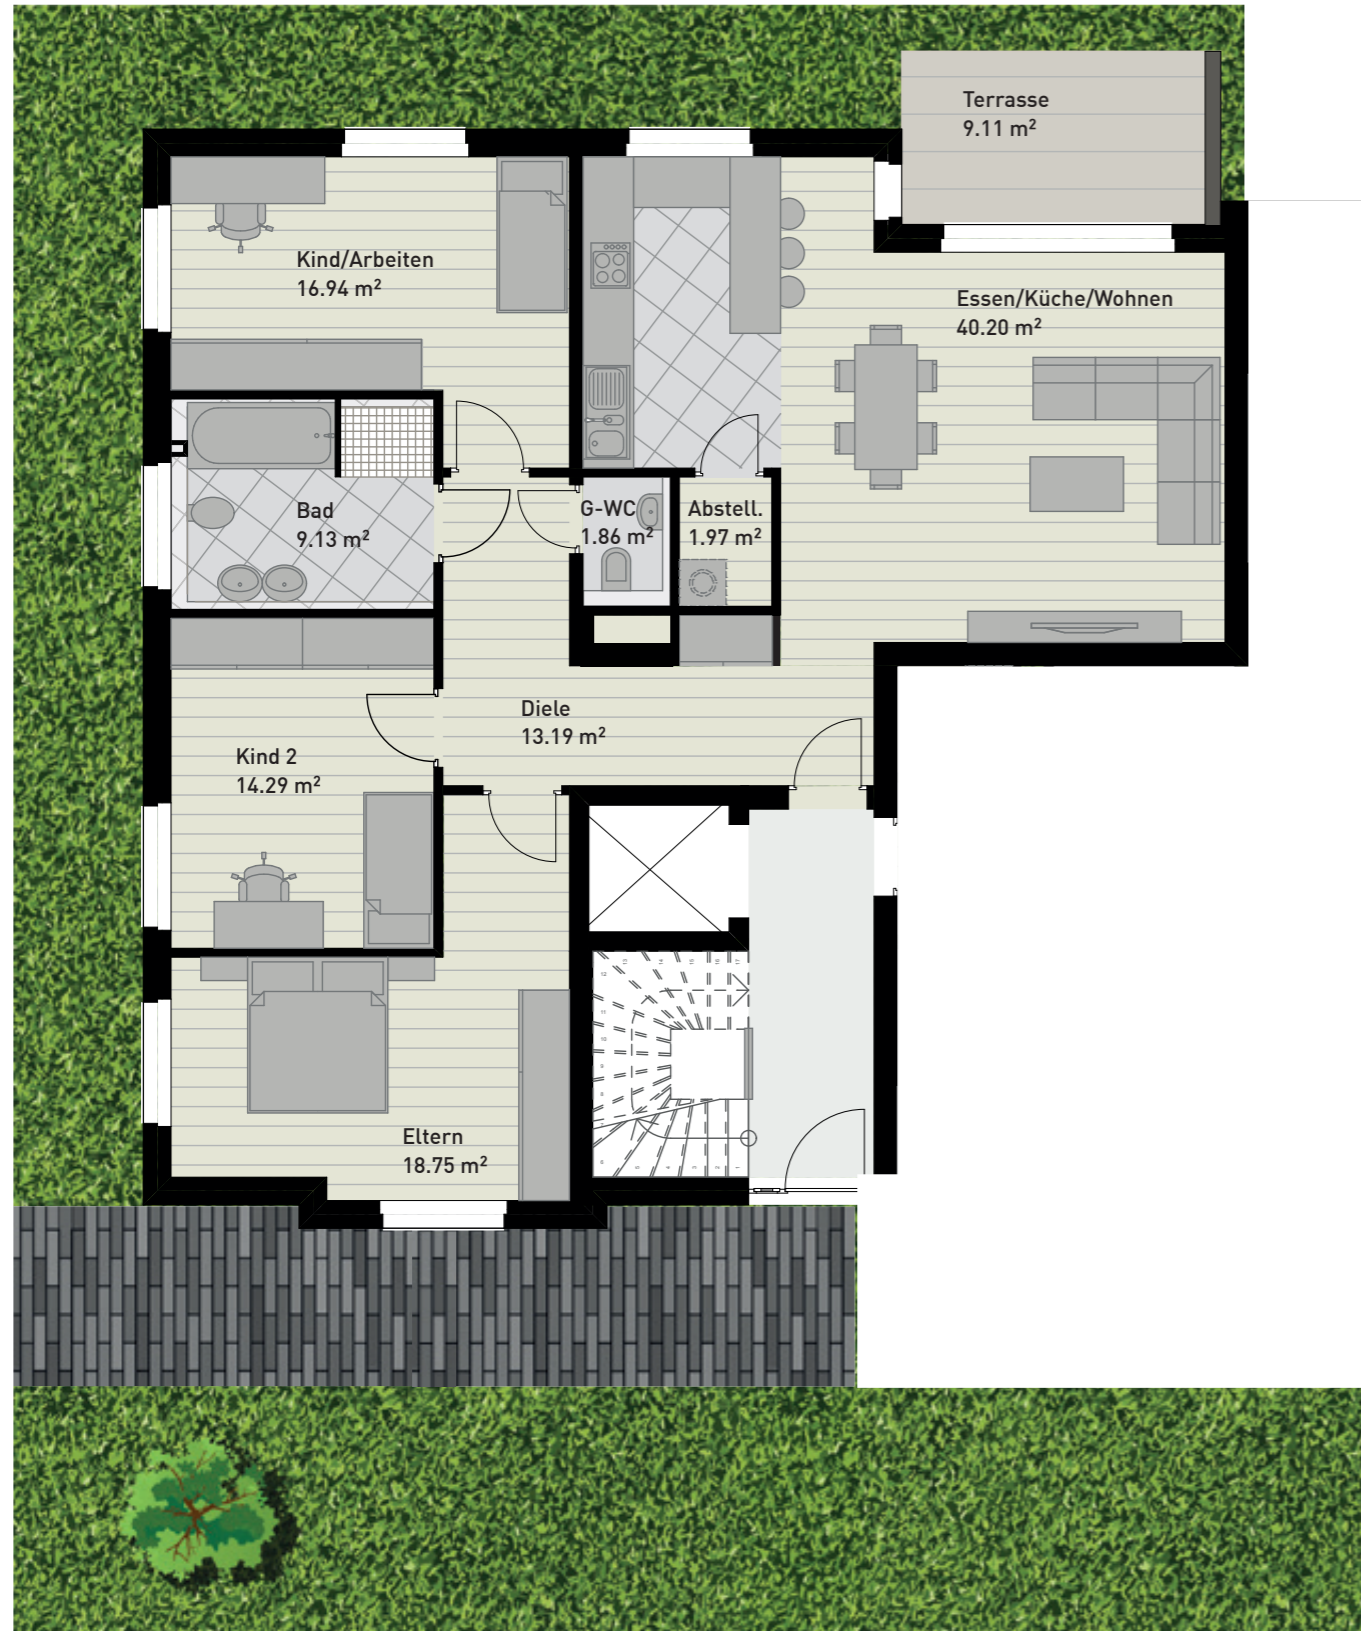 Terrasse
9.11 m²
Kind/Arbeiten
16.94 m²
Essen/Küche/Wohnen
40.20 m²
Bad
9.13 m²
G-WC
1.86 m²
Abstell.
1.97 m²
Diele
13.19 m²
Kind 2
14.29 m²
Eltern
18.75 m²